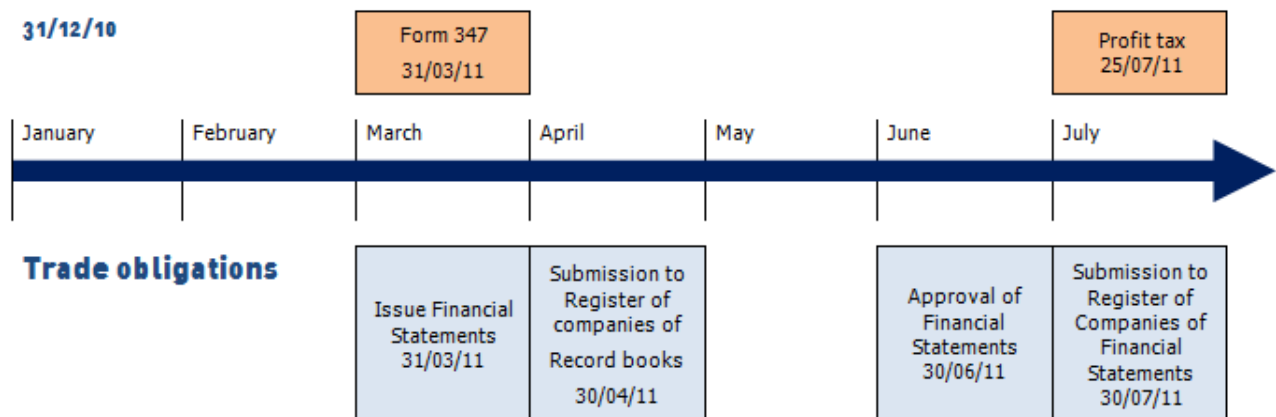 31/12/10
Form 347
31/03/11
Profit tax
25/07/11
January
February
March
April
May
June
July
Trade obligations
Issue Financial
Statements
31/03/11
Submission to
Register of
companies of
Record books
30/04/11
Approval of
Financial
Statements
30/06/11
Submission to
Register of
Companies of
Financial
Statements
30/07/11